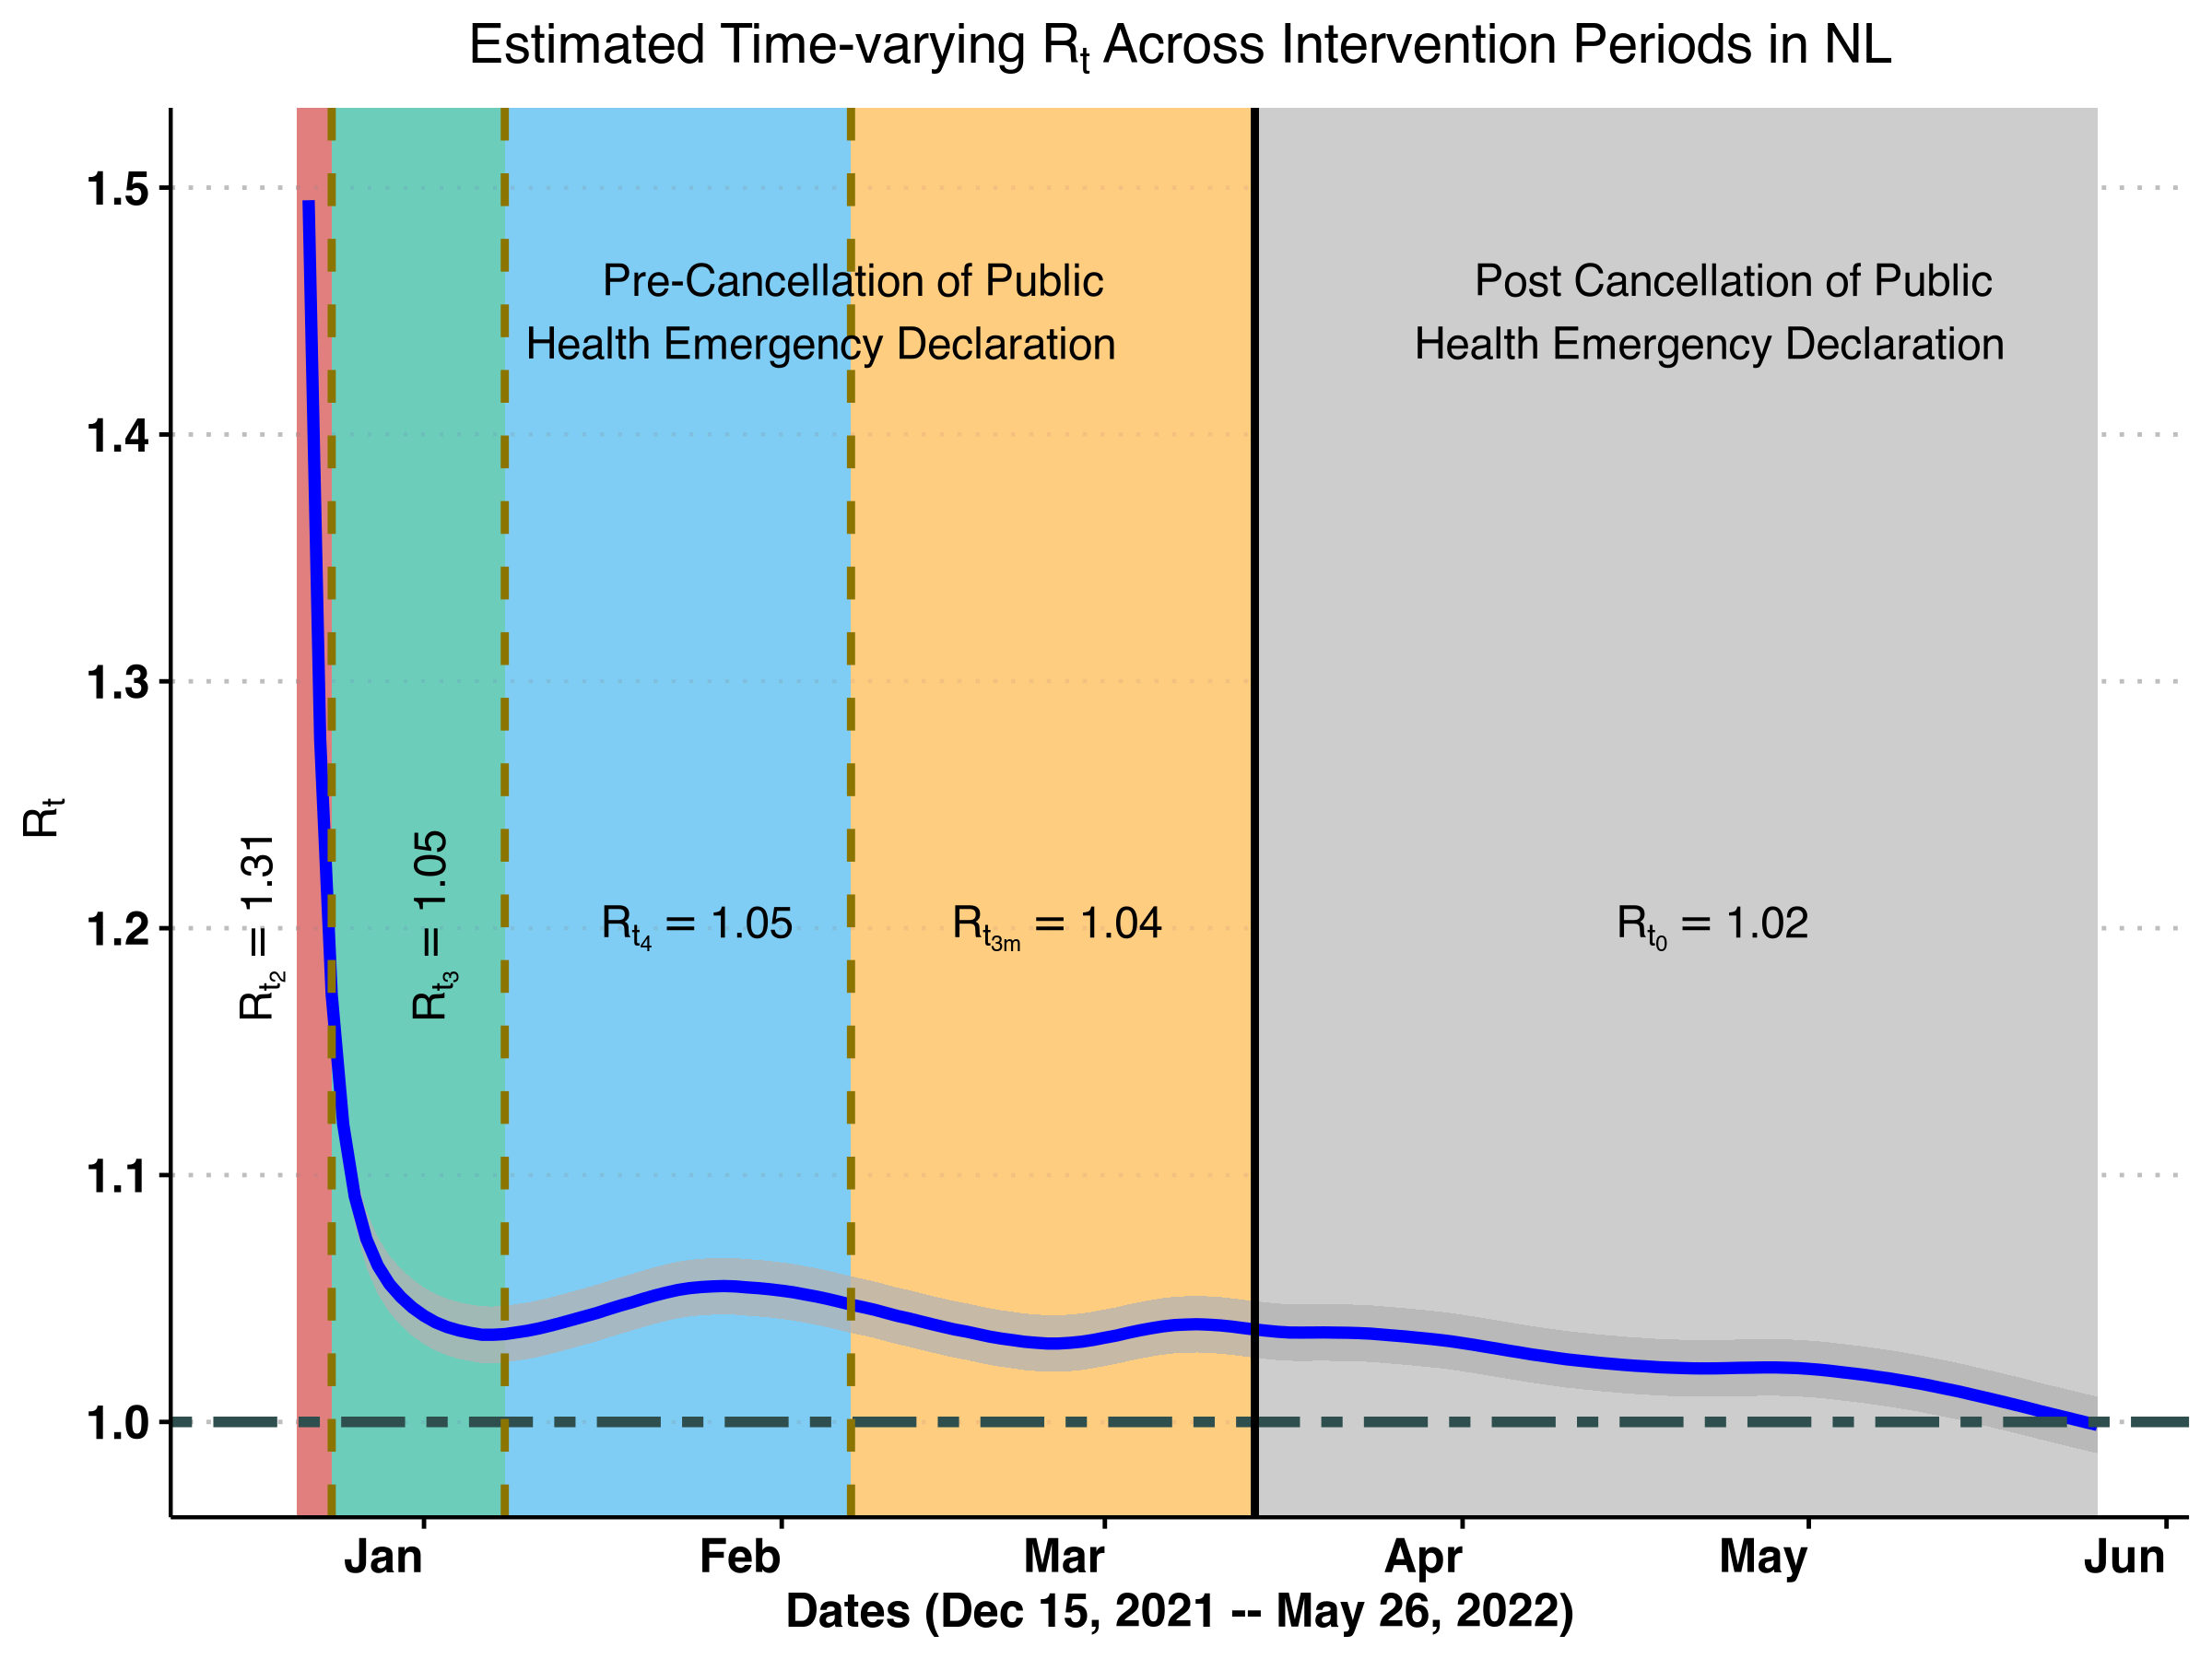 Estimated Time-varying Rt Across Intervention Periods in NL
Rt
1.5
1.4
1.3
1.2
1.1
1.0
Pre-Cancellation of Public
Health Emergency Declaration
Post Cancellation of Public
Health Emergency Declaration
Rt2 = 1.31
Rt3 = 1.05
Rt4 = 1.05
Rt3m = 1.04
Rt0 = 1.02
Jan Feb Mar Apr May Jun
Dates (Dec 15, 2021 -- May 26, 2022)